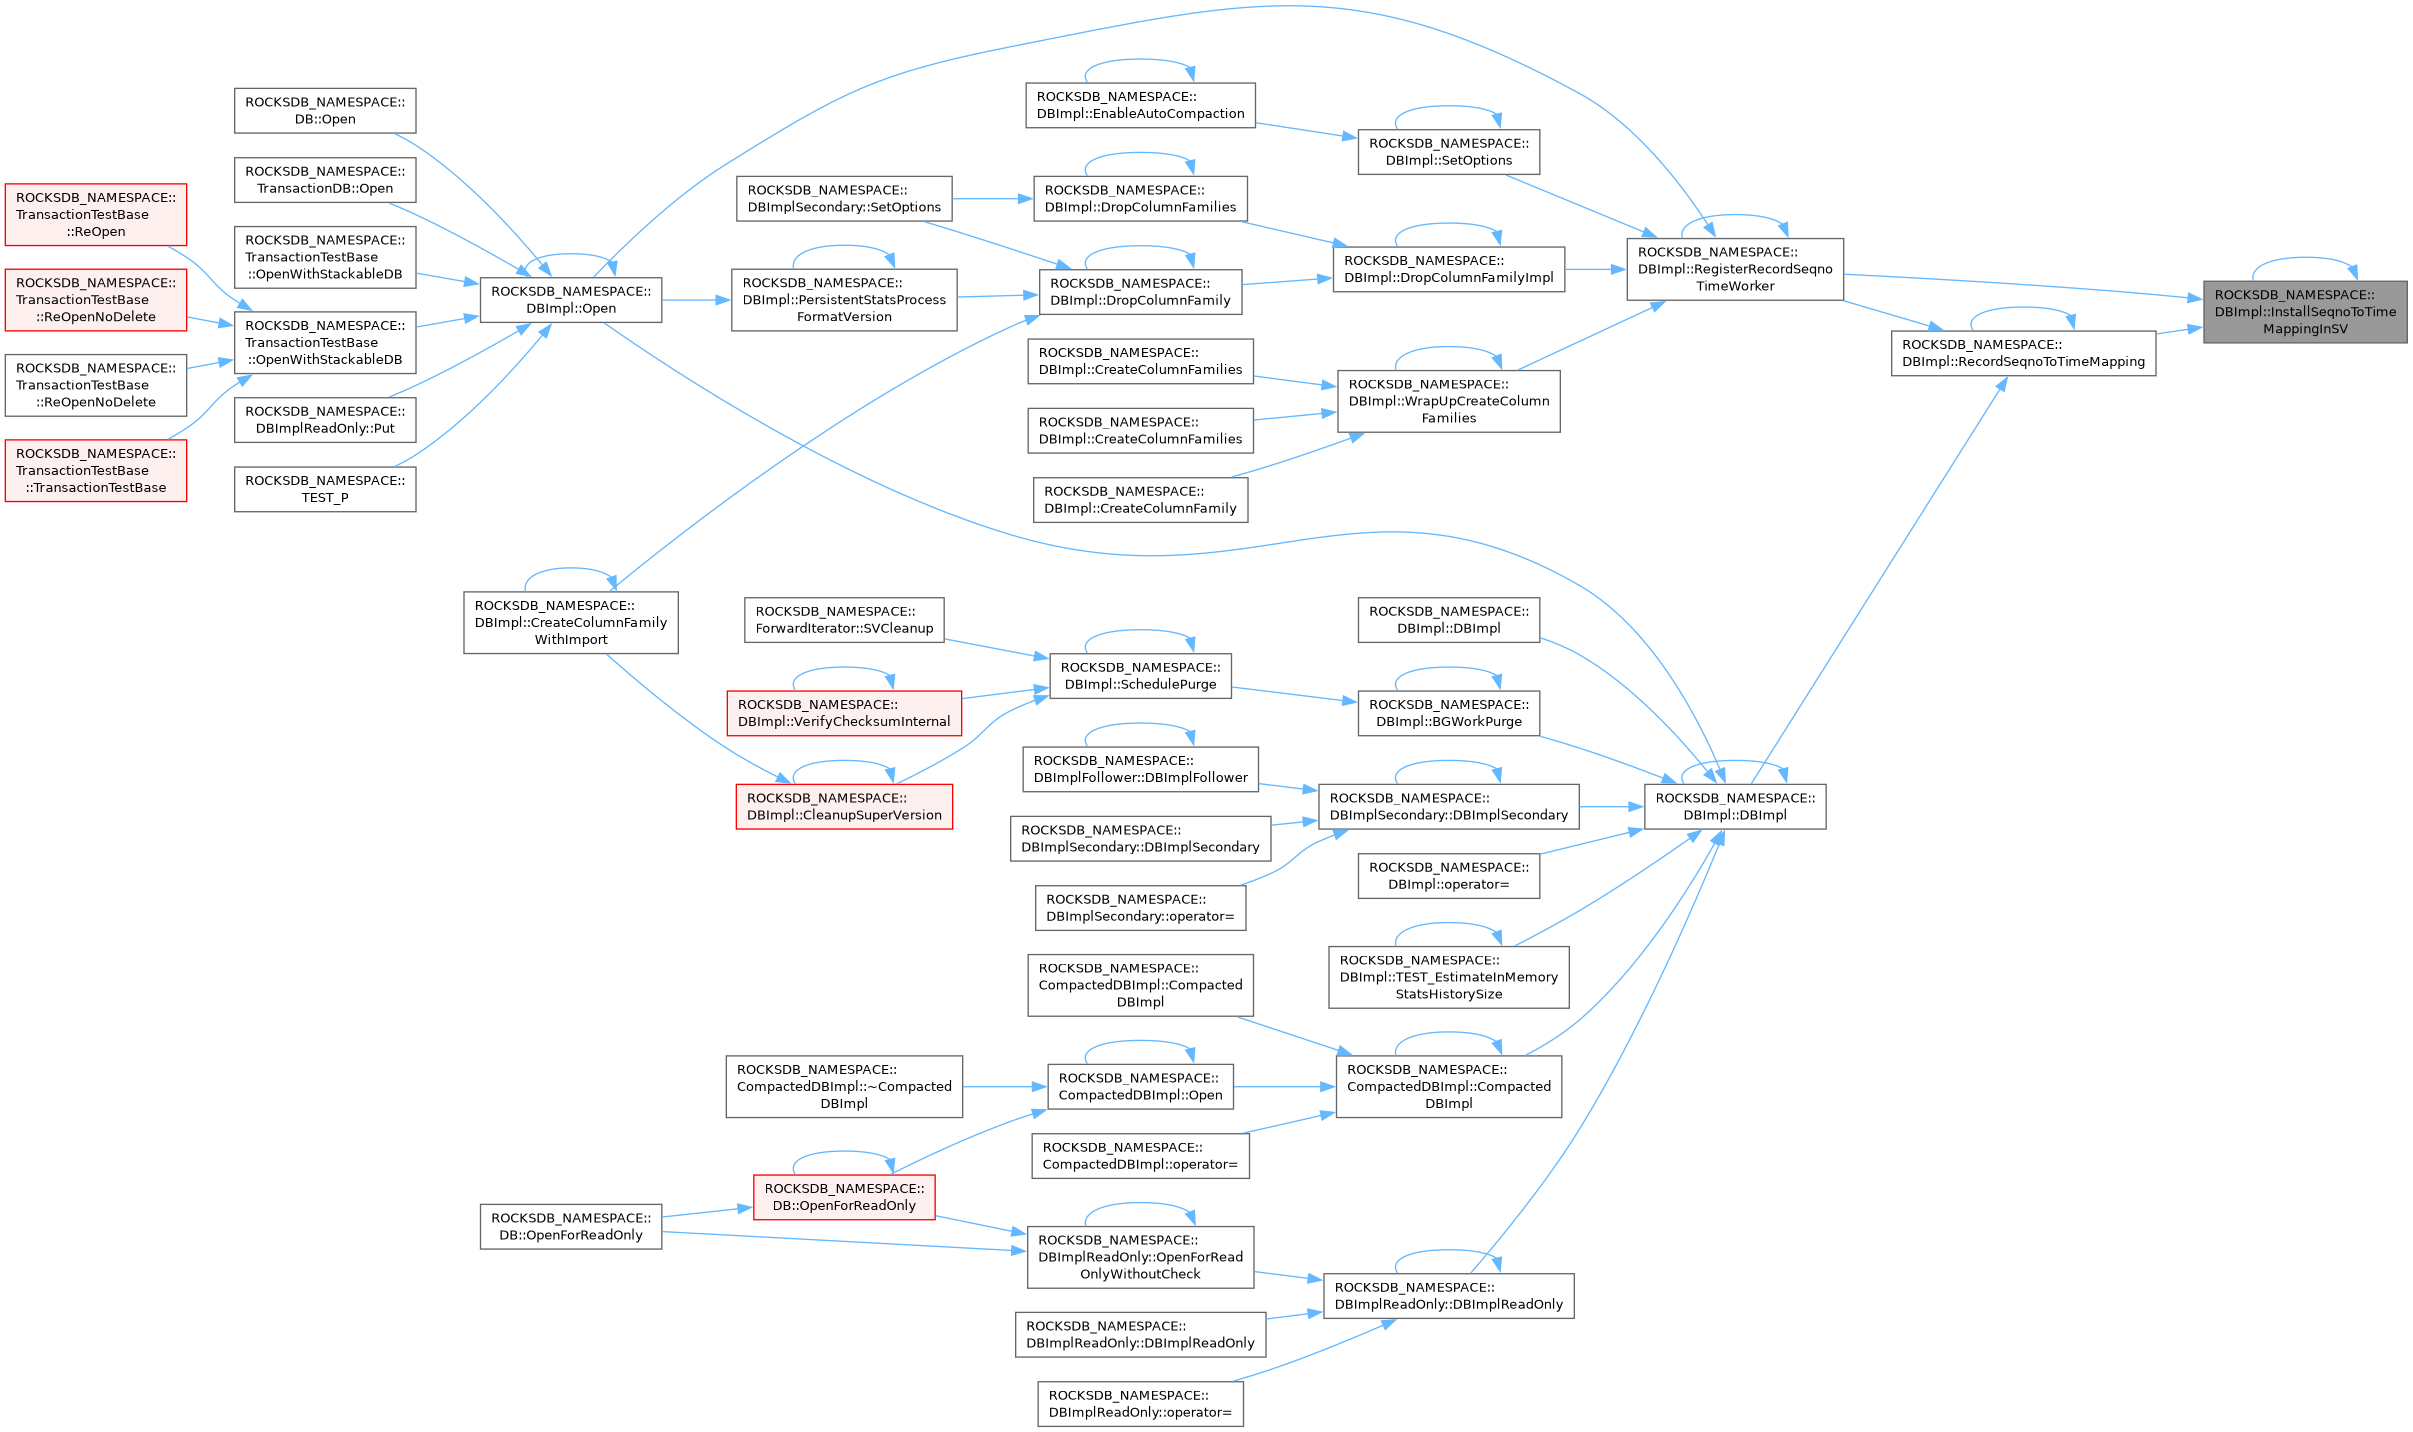 ROCKSDB_NAMESPACE::
TransactionTestBase
::ReOpen
ROCKSDB_NAMESPACE::
TransactionTestBase
::ReOpenNoDelete
ROCKSDB_NAMESPACE::
TransactionTestBase
::ReOpenNoDelete
ROCKSDB_NAMESPACE::
TransactionTestBase
::TransactionTestBase
ROCKSDB_NAMESPACE::
DB::Open
ROCKSDB_NAMESPACE::
TransactionDB::Open
ROCKSDB_NAMESPACE::
TransactionTestBase
::OpenWithStackableDB
ROCKSDB_NAMESPACE::
TransactionTestBase
::OpenWithStackableDB
ROCKSDB_NAMESPACE::
DBImplReadOnly::Put
ROCKSDB_NAMESPACE::
TEST_P
ROCKSDB_NAMESPACE::
DBImpl::Open
ROCKSDB_NAMESPACE::
DBImpl::CreateColumnFamily
WithImport
ROCKSDB_NAMESPACE::
DB::OpenForReadOnly
ROCKSDB_NAMESPACE::
DBImplSecondary::SetOptions
ROCKSDB_NAMESPACE::
DBImpl::PersistentStatsProcess
FormatVersion
ROCKSDB_NAMESPACE::
ForwardIterator::SVCleanup
ROCKSDB_NAMESPACE::
DBImpl::VerifyChecksumInternal
ROCKSDB_NAMESPACE::
DBImpl::CleanupSuperVersion
ROCKSDB_NAMESPACE::
CompactedDBImpl::~Compacted
DBImpl
ROCKSDB_NAMESPACE::
DB::OpenForReadOnly
ROCKSDB_NAMESPACE::
DBImpl::EnableAutoCompaction
ROCKSDB_NAMESPACE::
DBImpl::DropColumnFamilies
ROCKSDB_NAMESPACE::
DBImpl::DropColumnFamily
ROCKSDB_NAMESPACE::
DBImpl::CreateColumnFamilies
ROCKSDB_NAMESPACE::
DBImpl::CreateColumnFamilies
ROCKSDB_NAMESPACE::
DBImpl::CreateColumnFamily
ROCKSDB_NAMESPACE::
DBImpl::SchedulePurge
ROCKSDB_NAMESPACE::
DBImplFollower::DBImplFollower
ROCKSDB_NAMESPACE::
DBImplSecondary::DBImplSecondary
ROCKSDB_NAMESPACE::
DBImplSecondary::operator=
ROCKSDB_NAMESPACE::
CompactedDBImpl::Compacted
DBImpl
ROCKSDB_NAMESPACE::
CompactedDBImpl::Open
ROCKSDB_NAMESPACE::
CompactedDBImpl::operator=
ROCKSDB_NAMESPACE::
DBImplReadOnly::OpenForRead
OnlyWithoutCheck
ROCKSDB_NAMESPACE::
DBImplReadOnly::DBImplReadOnly
ROCKSDB_NAMESPACE::
DBImplReadOnly::operator=
ROCKSDB_NAMESPACE::
DBImpl::SetOptions
ROCKSDB_NAMESPACE::
DBImpl::DropColumnFamilyImpl
ROCKSDB_NAMESPACE::
DBImpl::WrapUpCreateColumn
Families
ROCKSDB_NAMESPACE::
DBImpl::DBImpl
ROCKSDB_NAMESPACE::
DBImpl::BGWorkPurge
ROCKSDB_NAMESPACE::
DBImplSecondary::DBImplSecondary
ROCKSDB_NAMESPACE::
DBImpl::operator=
ROCKSDB_NAMESPACE::
DBImpl::TEST_EstimateInMemory
StatsHistorySize
ROCKSDB_NAMESPACE::
CompactedDBImpl::Compacted
DBImpl
ROCKSDB_NAMESPACE::
DBImplReadOnly::DBImplReadOnly
ROCKSDB_NAMESPACE::
DBImpl::RegisterRecordSeqno
TimeWorker
ROCKSDB_NAMESPACE::
DBImpl::DBImpl
ROCKSDB_NAMESPACE::
DBImpl::RecordSeqnoToTimeMapping
ROCKSDB_NAMESPACE::
DBImpl::InstallSeqnoToTime
MappingInSV